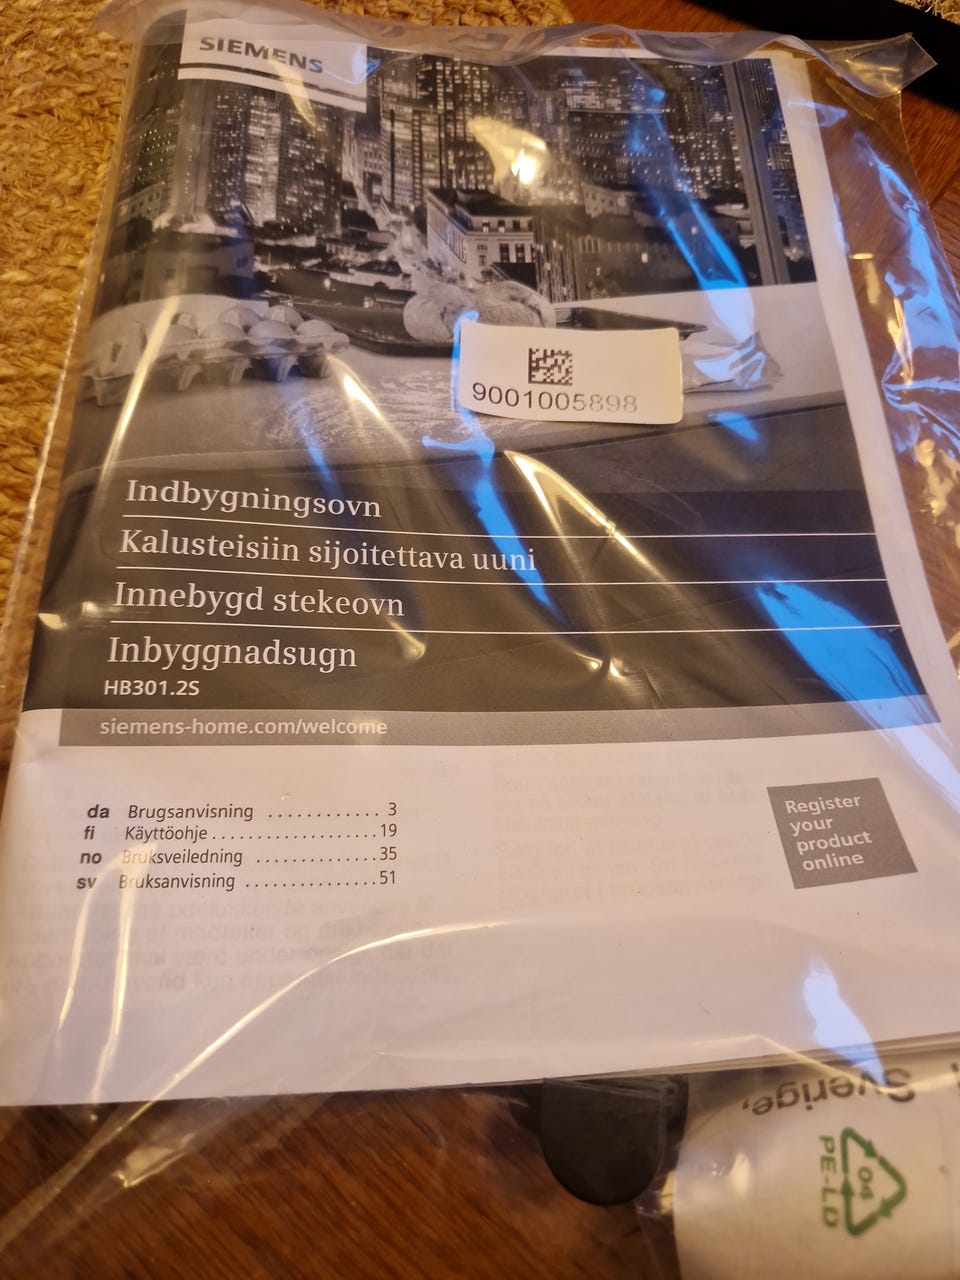 SIEMENS
9001005898
Indbygningsovn
Kalusteisiin sijoitettava uuni
Innebygd stekeovn
Inbyggnadsugn
HB301.2S
siemens-home.com/welcome
da Brugsanvisning ............ 3
fi Käyttöohje ................... 19
no Bruksveiledning .............. 35
sv Bruksanvisning ............... 51
Register
your
product
online
Sverige,
04
PE-LD